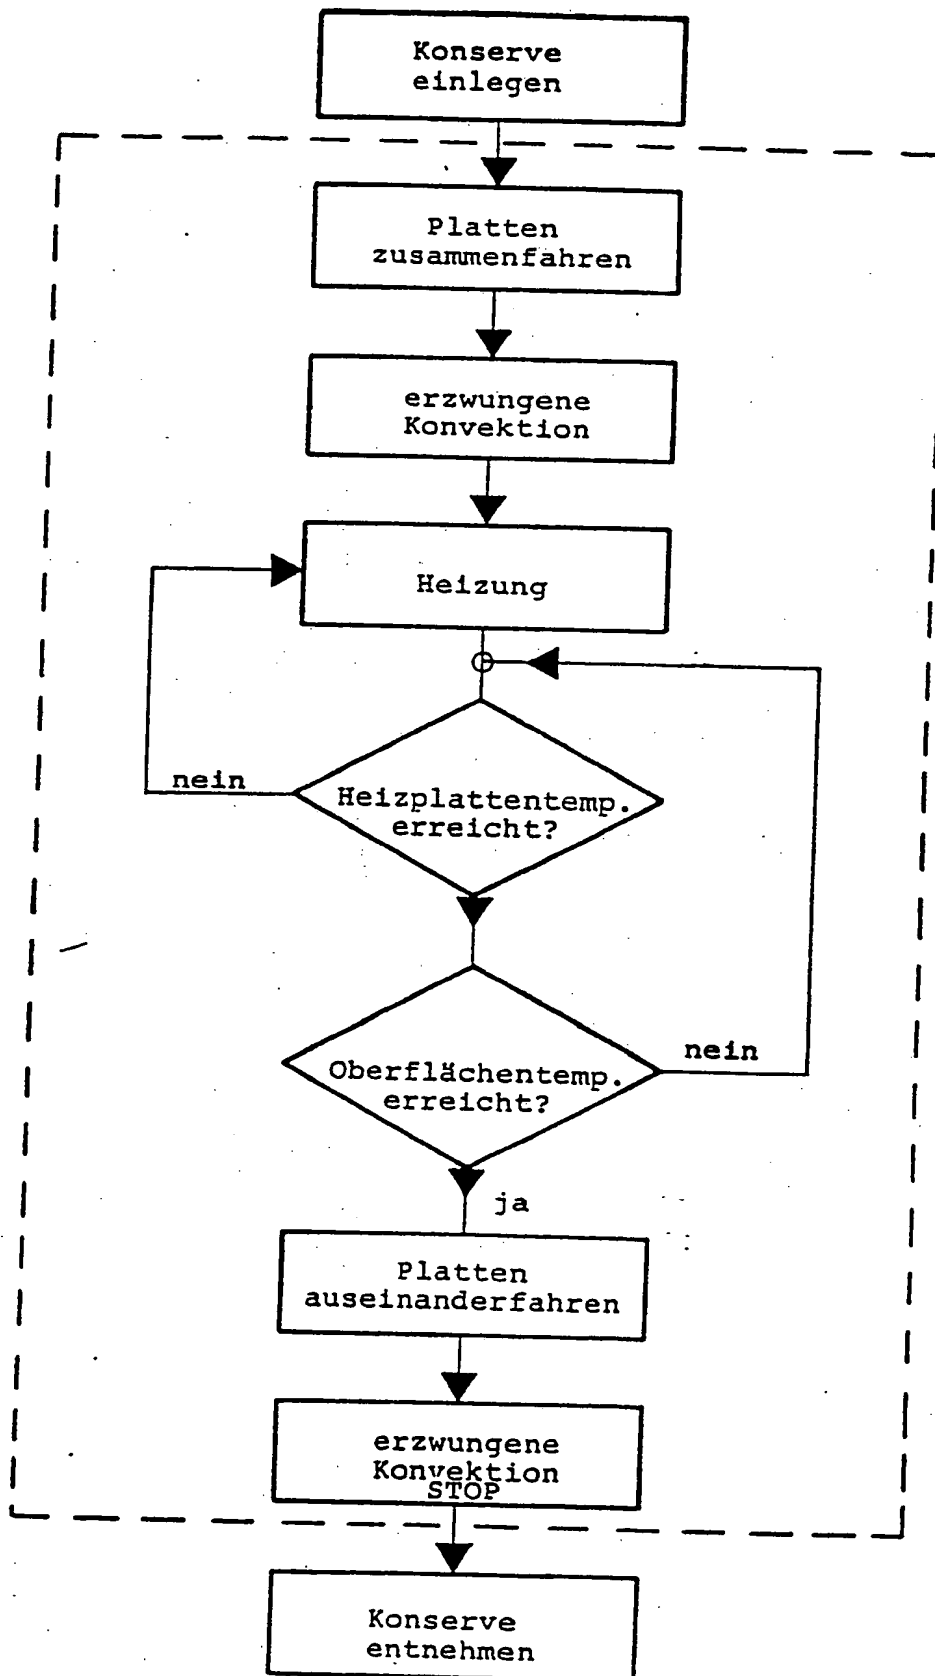 Konserve
einlegen
Platten
zusammenfahren
erzwungene
Konvektion
Heizung
nein
Heizplattentemp.
erreicht?
nein
Oberflächentemp.
erreicht?
ja
Platten
auseinanderfahren
erzwungene
Konvektion
STOP
Konserve
entnehmen